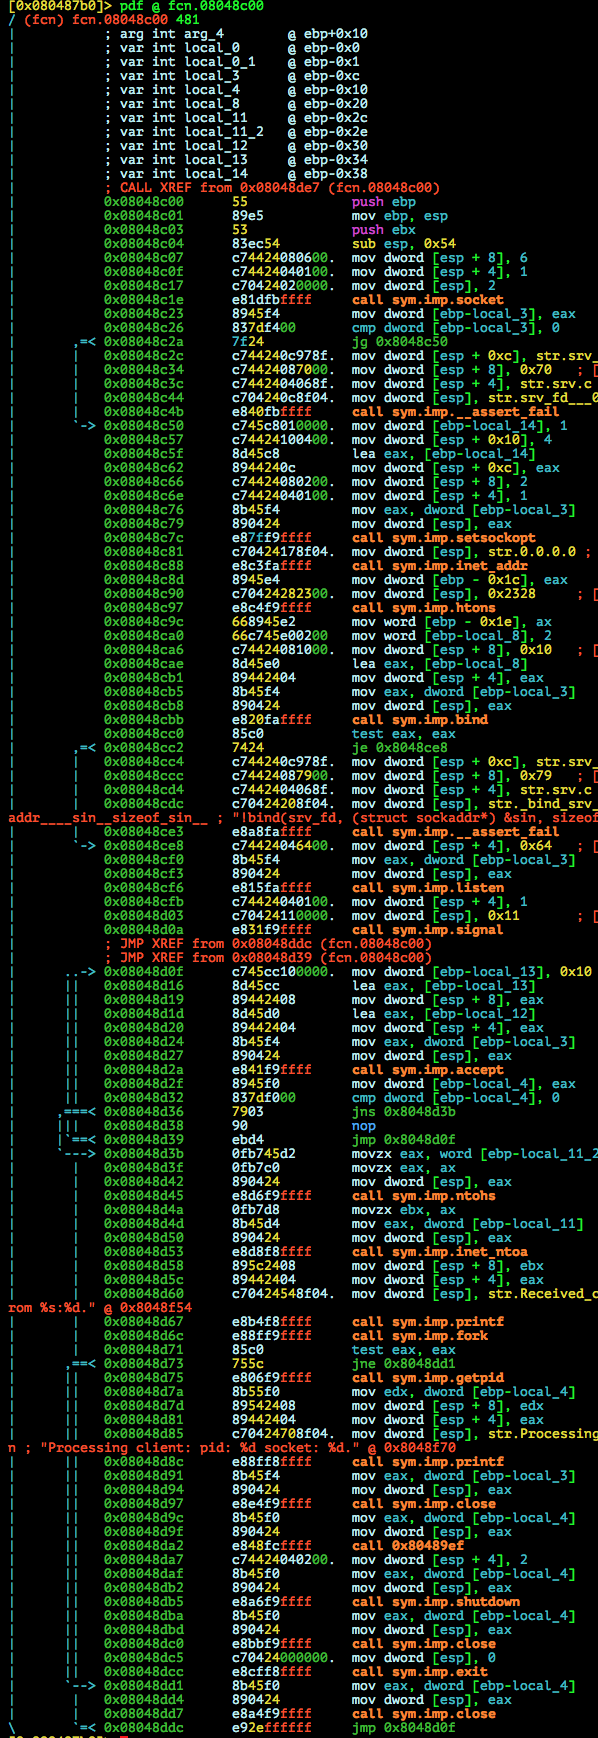 [0x080487b0]> pdf @ fcn.08048c00
/ (fcn) fcn.08048c00 481
|           ; arg int arg_4        @ ebp+0x10
|           ; var int local_0      @ ebp-0x0
|           ; var int local_0_1    @ ebp-0x1
|           ; var int local_3      @ ebp-0xc
|           ; var int local_4      @ ebp-0x10
|           ; var int local_8      @ ebp-0x20
|           ; var int local_11     @ ebp-0x2c
|           ; var int local_11_2   @ ebp-0x2e
|           ; var int local_12     @ ebp-0x30
|           ; var int local_13     @ ebp-0x34
|           ; var int local_14     @ ebp-0x38
|           ; CALL XREF from 0x08048de7 (fcn.08048c00)
|           0x08048c00    55             push ebp
|           0x08048c01    89e5           mov ebp, esp
|           0x08048c03    53             push ebx
|           0x08048c04    83ec54         sub esp, 0x54
|           0x08048c07    c74424080600.  mov dword [esp + 8], 6
|           0x08048c0f    c74424040100.  mov dword [esp + 4], 1
|           0x08048c17    c70424020000.  mov dword [esp], 2
|           0x08048c1e    e81dfbffff     call sym.imp.socket
|           0x08048c23    8945f4         mov dword [ebp-local_3], eax
|           0x08048c26    837df400       cmp dword [ebp-local_3], 0
|       ,=< 0x08048c2a    7f24           jg 0x8048c50
|       |   0x08048c2c    c744240c978f.  mov dword [esp + 0xc], str.srv_
|       |   0x08048c34    c74424087000.  mov dword [esp + 8], 0x70   ; [
|       |   0x08048c3c    c7442404068f.  mov dword [esp + 4], str.srv.c
|       |   0x08048c44    c704240c8f04.  mov dword [esp], str.srv_fd___0
|       |   0x08048c4b    e840fbffff     call sym.imp.__assert_fail
|       `-> 0x08048c50    c745c8010000.  mov dword [ebp-local_14], 1
|           0x08048c57    c74424100400.  mov dword [esp + 0x10], 4
|           0x08048c5f    8d45c8         lea eax, [ebp-local_14]
|           0x08048c62    8944240c       mov dword [esp + 0xc], eax
|           0x08048c66    c74424080200.  mov dword [esp + 8], 2
|           0x08048c6e    c74424040100.  mov dword [esp + 4], 1
|           0x08048c76    8b45f4         mov eax, dword [ebp-local_3]
|           0x08048c79    890424         mov dword [esp], eax
|           0x08048c7c    e87ff9ffff     call sym.imp.setsockopt
|           0x08048c81    c70424178f04.  mov dword [esp], str.0.0.0.0 ;
|           0x08048c88    e8c3faffff     call sym.imp.inet_addr
|           0x08048c8d    8945e4         mov dword [ebp - 0x1c], eax
|           0x08048c90    c70424282300.  mov dword [esp], 0x2328     ; [
|           0x08048c97    e8c4f9ffff     call sym.imp.htons
|           0x08048c9c    668945e2       mov word [ebp - 0x1e], ax
|           0x08048ca0    66c745e00200   mov word [ebp-local_8], 2
|           0x08048ca6    c74424081000.  mov dword [esp + 8], 0x10   ; [
|           0x08048cae    8d45e0         lea eax, [ebp-local_8]
|           0x08048cb1    89442404       mov dword [esp + 4], eax
|           0x08048cb5    8b45f4         mov eax, dword [ebp-local_3]
|           0x08048cb8    890424         mov dword [esp], eax
|           0x08048cbb    e820faffff     call sym.imp.bind
|           0x08048cc0    85c0           test eax, eax
|       ,=< 0x08048cc2    7424           je 0x8048ce8
|       |   0x08048cc4    c744240c978f.  mov dword [esp + 0xc], str.srv_
|       |   0x08048ccc    c74424087900.  mov dword [esp + 8], 0x79   ; [
|       |   0x08048cd4    c7442404068f.  mov dword [esp + 4], str.srv.c
|       |   0x08048cdc    c70424208f04.  mov dword [esp], str._bind_srv_
addr____sin__sizeof_sin__ ; "!bind(srv_fd, (struct sockaddr*) &sin, sizeof
|       |   0x08048ce3    e8a8faffff     call sym.imp.__assert_fail
|       `-> 0x08048ce8    c74424046400.  mov dword [esp + 4], 0x64   ; [
|           0x08048cf0    8b45f4         mov eax, dword [ebp-local_3]
|           0x08048cf3    890424         mov dword [esp], eax
|           0x08048cf6    e815faffff     call sym.imp.listen
|           0x08048cfb    c74424040100.  mov dword [esp + 4], 1
|           0x08048d03    c70424110000.  mov dword [esp], 0x11       ; [
|           0x08048d0a    e831f9ffff     call sym.imp.signal
|           ; JMP XREF from 0x08048ddc (fcn.08048c00)
|           ; JMP XREF from 0x08048d39 (fcn.08048c00)
|      ..-> 0x08048d0f    c745cc100000.  mov dword [ebp-local_13], 0x10
|      ||   0x08048d16    8d45cc         lea eax, [ebp-local_13]
|      ||   0x08048d19    89442408       mov dword [esp + 8], eax
|      ||   0x08048d1d    8d45d0         lea eax, [ebp-local_12]
|      ||   0x08048d20    89442404       mov dword [esp + 4], eax
|      ||   0x08048d24    8b45f4         mov eax, dword [ebp-local_3]
|      ||   0x08048d27    890424         mov dword [esp], eax
|      ||   0x08048d2a    e841f9ffff     call sym.imp.accept
|      ||   0x08048d2f    8945f0         mov dword [ebp-local_4], eax
|      ||   0x08048d32    837df000       cmp dword [ebp-local_4], 0
|     ,===< 0x08048d36    7903           jns 0x8048d3b
|     |||   0x08048d38    90             nop
|     |`==< 0x08048d39    ebd4           jmp 0x8048d0f
|     `---> 0x08048d3b    0fb745d2       movzx eax, word [ebp-local_11_2
|       |   0x08048d3f    0fb7c0         movzx eax, ax
|       |   0x08048d42    890424         mov dword [esp], eax
|       |   0x08048d45    e8d6f9ffff     call sym.imp.ntohs
|       |   0x08048d4a    0fb7d8         movzx ebx, ax
|       |   0x08048d4d    8b45d4         mov eax, dword [ebp-local_11]
|       |   0x08048d50    890424         mov dword [esp], eax
|       |   0x08048d53    e8d8f8ffff     call sym.imp.inet_ntoa
|       |   0x08048d58    895c2408       mov dword [esp + 8], ebx
|       |   0x08048d5c    89442404       mov dword [esp + 4], eax
|       |   0x08048d60    c70424548f04.  mov dword [esp], str.Received_c
rom %s:%d." @ 0x8048f54
|       |   0x08048d67    e8b4f8ffff     call sym.imp.printf
|       |   0x08048d6c    e88ff9ffff     call sym.imp.fork
|       |   0x08048d71    85c0           test eax, eax
|      ,==< 0x08048d73    755c           jne 0x8048dd1
|      ||   0x08048d75    e806f9ffff     call sym.imp.getpid
|      ||   0x08048d7a    8b55f0         mov edx, dword [ebp-local_4]
|      ||   0x08048d7d    89542408       mov dword [esp + 8], edx
|      ||   0x08048d81    89442404       mov dword [esp + 4], eax
|      ||   0x08048d85    c70424708f04.  mov dword [esp], str.Processing
n ; "Processing client: pid: %d socket: %d." @ 0x8048f70
|      ||   0x08048d8c    e88ff8ffff     call sym.imp.printf
|      ||   0x08048d91    8b45f4         mov eax, dword [ebp-local_3]
|      ||   0x08048d94    890424         mov dword [esp], eax
|      ||   0x08048d97    e8e4f9ffff     call sym.imp.close
|      ||   0x08048d9c    8b45f0         mov eax, dword [ebp-local_4]
|      ||   0x08048d9f    890424         mov dword [esp], eax
|      ||   0x08048da2    e848fcffff     call 0x80489ef
|      ||   0x08048da7    c74424040200.  mov dword [esp + 4], 2
|      ||   0x08048daf    8b45f0         mov eax, dword [ebp-local_4]
|      ||   0x08048db2    890424         mov dword [esp], eax
|      ||   0x08048db5    e8a6f9ffff     call sym.imp.shutdown
|      ||   0x08048dba    8b45f0         mov eax, dword [ebp-local_4]
|      ||   0x08048dbd    890424         mov dword [esp], eax
|      ||   0x08048dc0    e8bbf9ffff     call sym.imp.close
|      ||   0x08048dc5    c70424000000.  mov dword [esp], 0
|      ||   0x08048dcc    e8cff8ffff     call sym.imp.exit
|      `--> 0x08048dd1    8b45f0         mov eax, dword [ebp-local_4]
|       |   0x08048dd4    890424         mov dword [esp], eax
|       |   0x08048dd7    e8a4f9ffff     call sym.imp.close
\       `=< 0x08048ddc    e92effffff     jmp 0x8048d0f